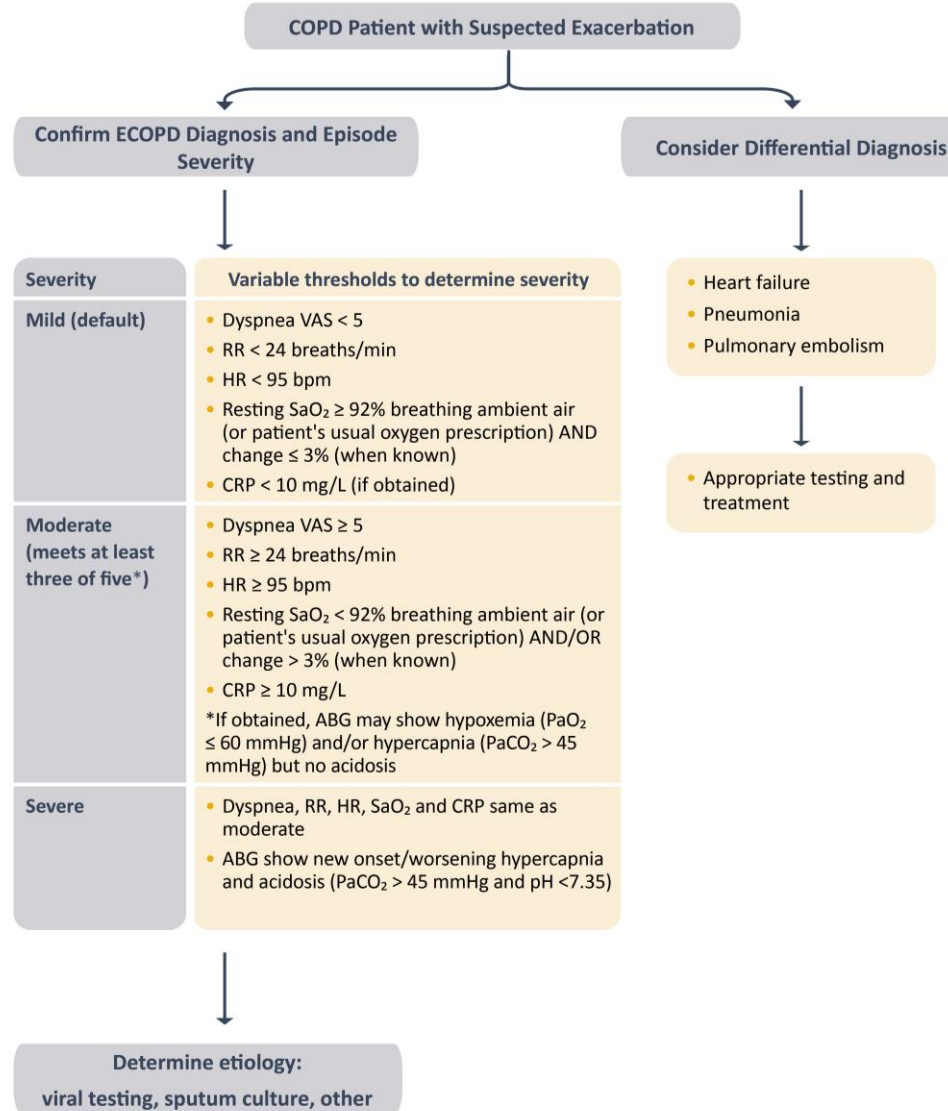 COPD Patient with Suspected Exacerbation
Confirm ECOPD Diagnosis and Episode
Severity
Consider Differential Diagnosis
Severity
Variable thresholds to determine severity
Mild (default)
• Dyspnea VAS < 5
• RR < 24 breaths/min
• HR < 95 bpm
• Resting SaO₂ ≥ 92% breathing ambient air
(or patient's usual oxygen prescription) AND
change ≤ 3% (when known)
• CRP < 10 mg/L (if obtained)
Moderate
(meets at least
three of five*)
• Dyspnea VAS ≥ 5
• RR ≥ 24 breaths/min
• HR ≥ 95 bpm
• Resting SaO₂ < 92% breathing ambient air (or
patient's usual oxygen prescription) AND/OR
change > 3% (when known)
• CRP ≥ 10 mg/L
*If obtained, ABG may show hypoxemia (PaO₂
≤ 60 mmHg) and/or hypercapnia (PaCO₂ > 45
mmHg) but no acidosis
Severe
• Dyspnea, RR, HR, SaO₂ and CRP same as
moderate
• ABG show new onset/worsening hypercapnia
and acidosis (PaCO₂ > 45 mmHg and pH <7.35)
• Heart failure
• Pneumonia
• Pulmonary embolism
• Appropriate testing and
treatment
Determine etiology:
viral testing, sputum culture, other